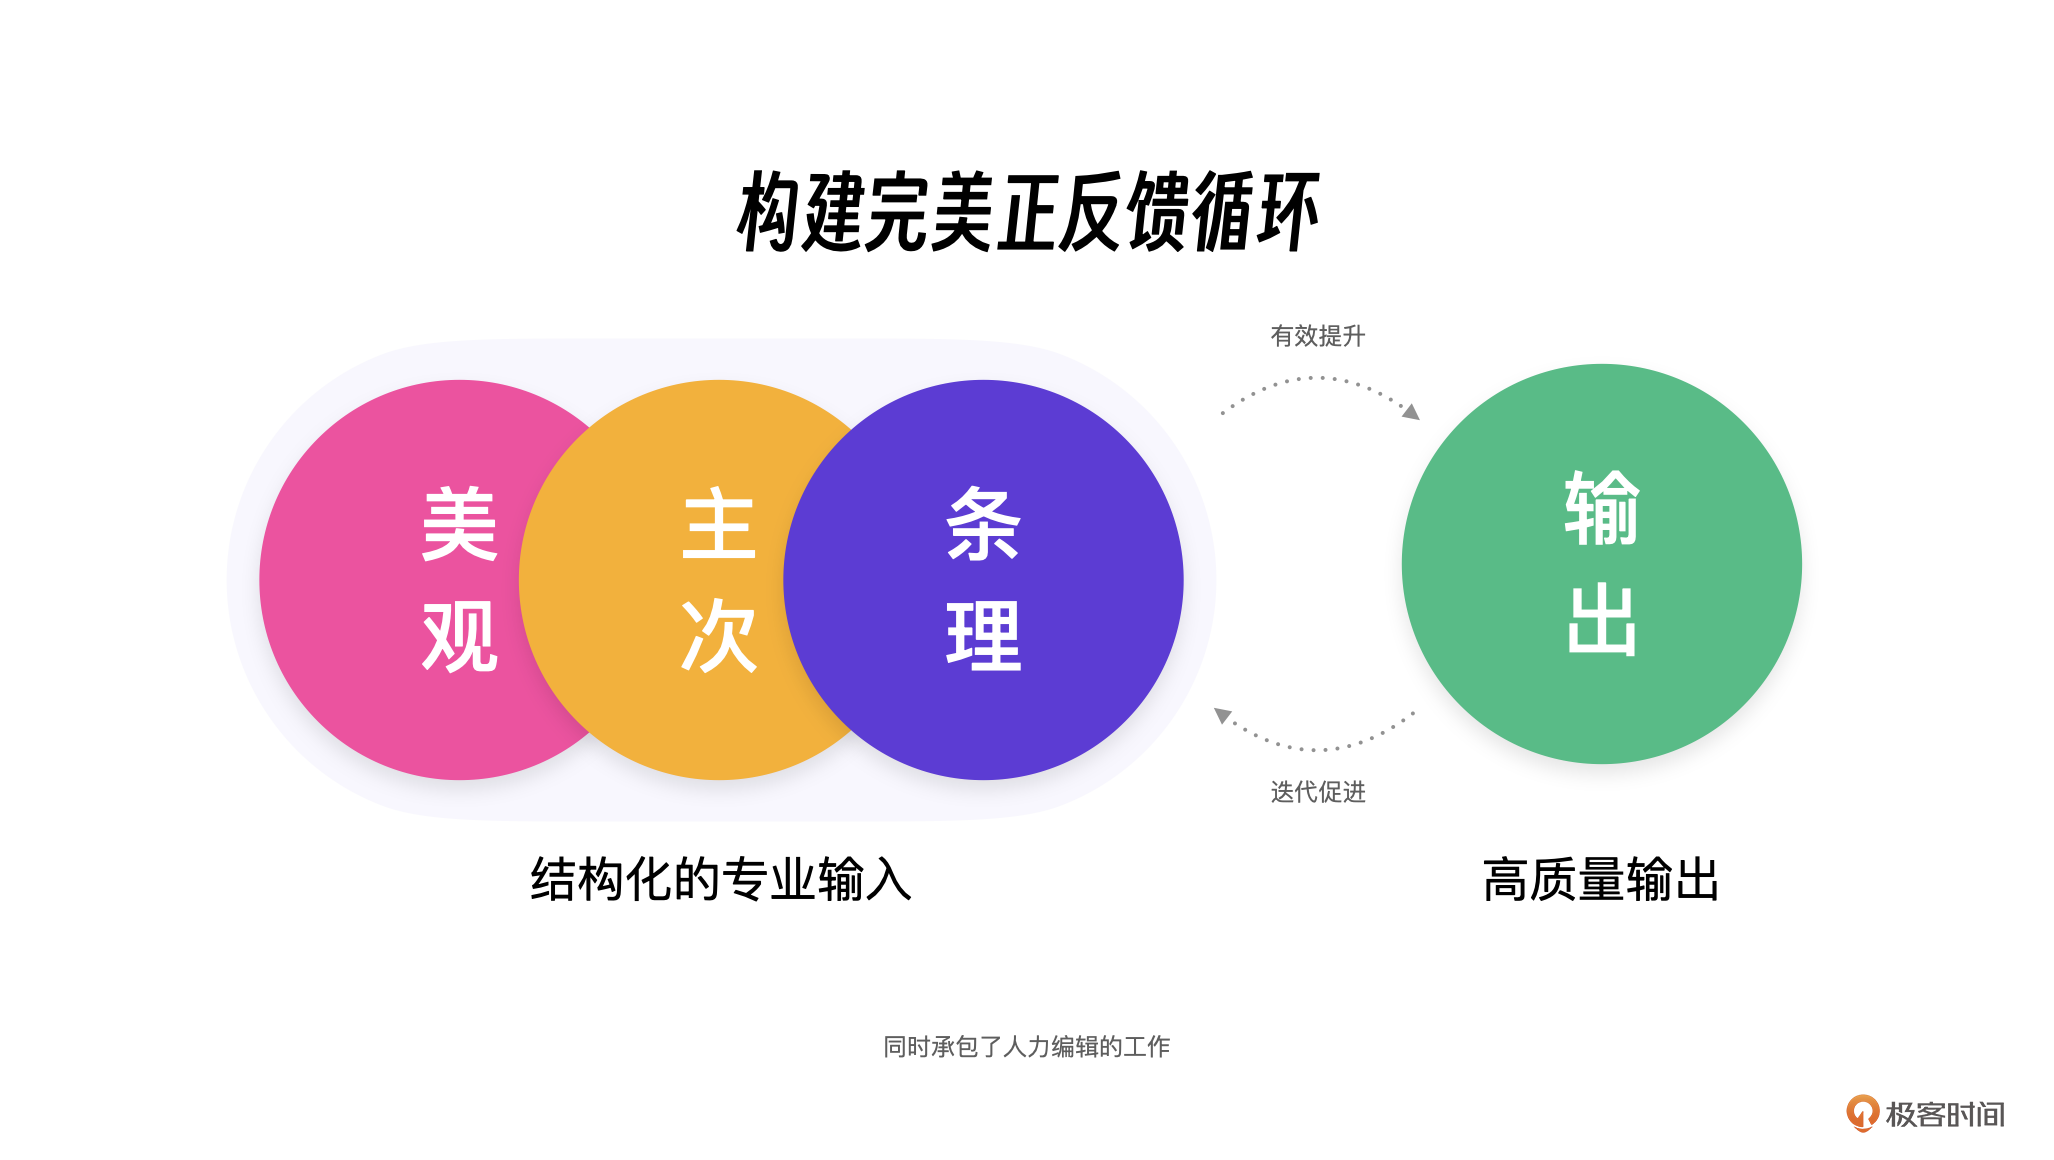 构建完美正反馈循环
有效提升
美
观
主
次
条
理
输
出
迭代促进
结构化的专业输入
高质量输出
同时承包了人力编辑的工作
极客时间